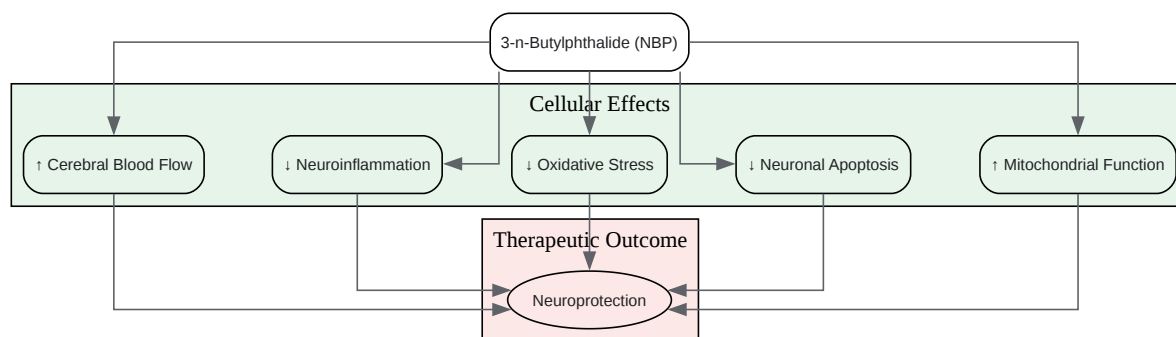 3-n-Butylphthalide (NBP)
Cellular Effects
↑ Cerebral Blood Flow
↓ Neuroinflammation
↓ Oxidative Stress
↓ Neuronal Apoptosis
↑ Mitochondrial Function
Therapeutic Outcome
Neuroprotection